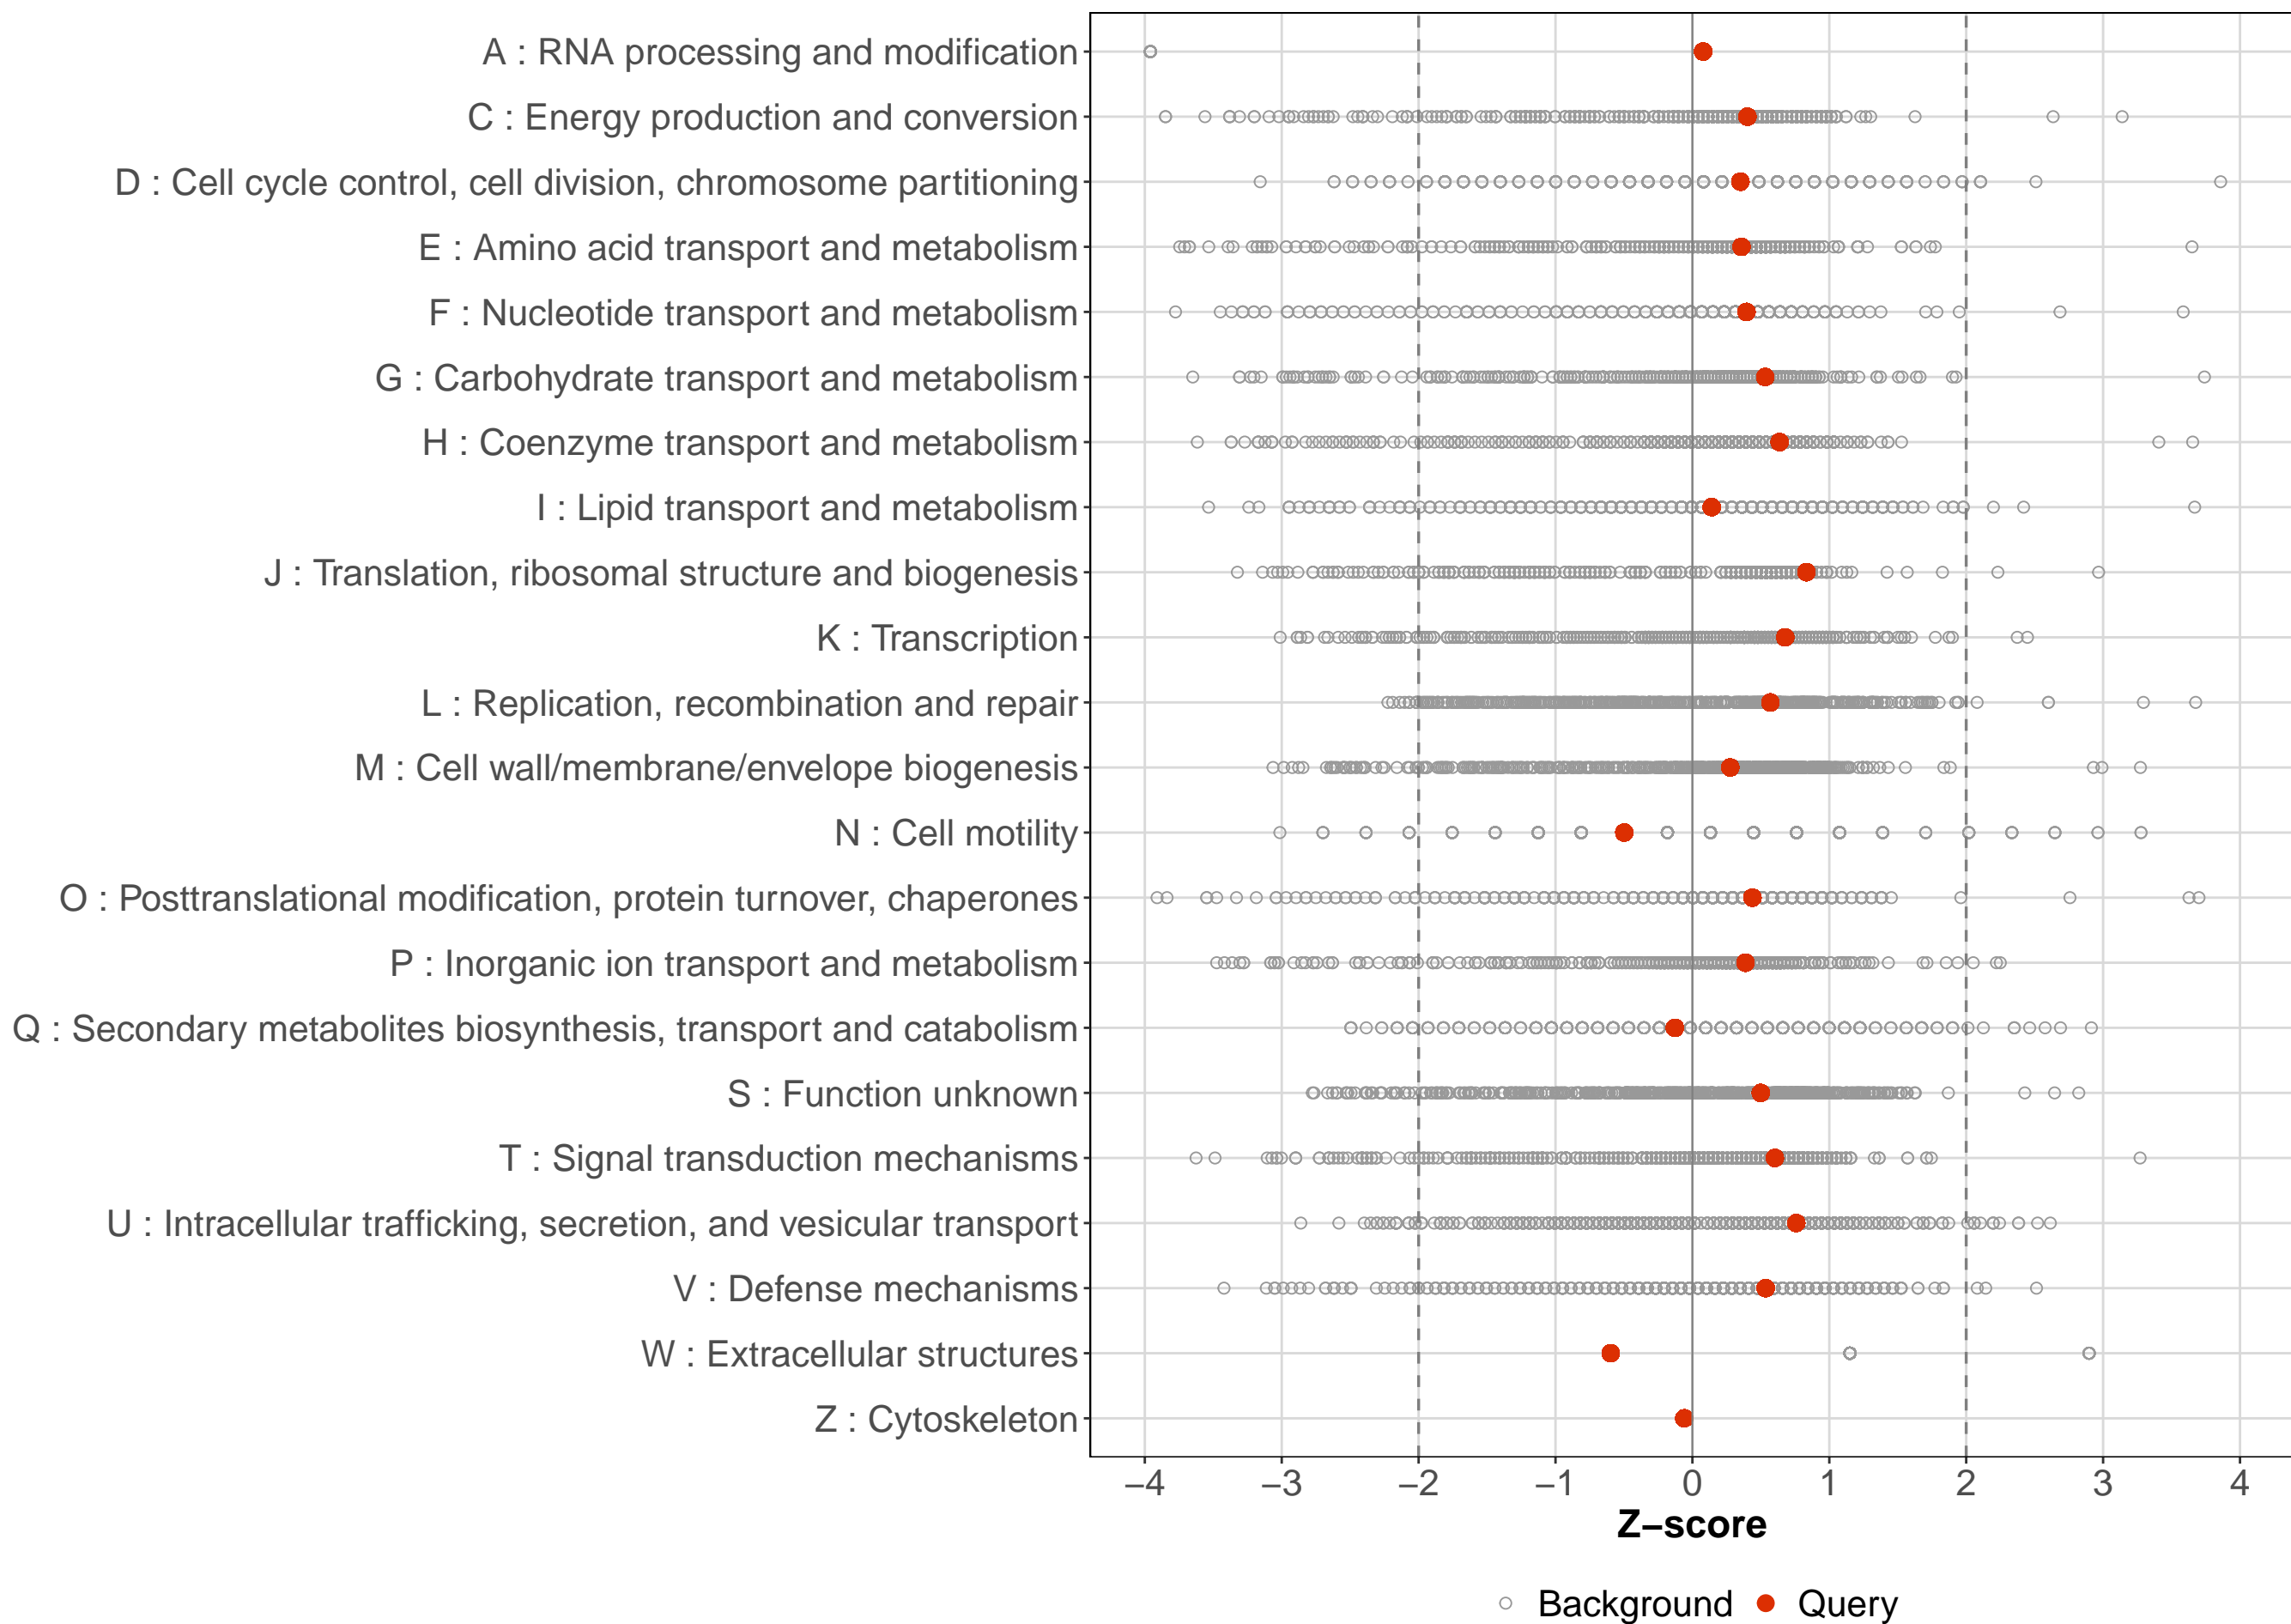 A : RNA processing and modification
C : Energy production and conversion
D : Cell cycle control, cell division, chromosome partitioning
E : Amino acid transport and metabolism
F : Nucleotide transport and metabolism
G : Carbohydrate transport and metabolism
H : Coenzyme transport and metabolism
I : Lipid transport and metabolism
J : Translation, ribosomal structure and biogenesis
K : Transcription
L : Replication, recombination and repair
M : Cell wall/membrane/envelope biogenesis
N : Cell motility
O : Posttranslational modification, protein turnover, chaperones
P : Inorganic ion transport and metabolism
Q : Secondary metabolites biosynthesis, transport and catabolism
S : Function unknown
T : Signal transduction mechanisms
U : Intracellular trafficking, secretion, and vesicular transport
V : Defense mechanisms
W : Extracellular structures
Z : Cytoskeleton
−4 −3 −2 −1 0 1 2 3 4
Z−score
Background Query